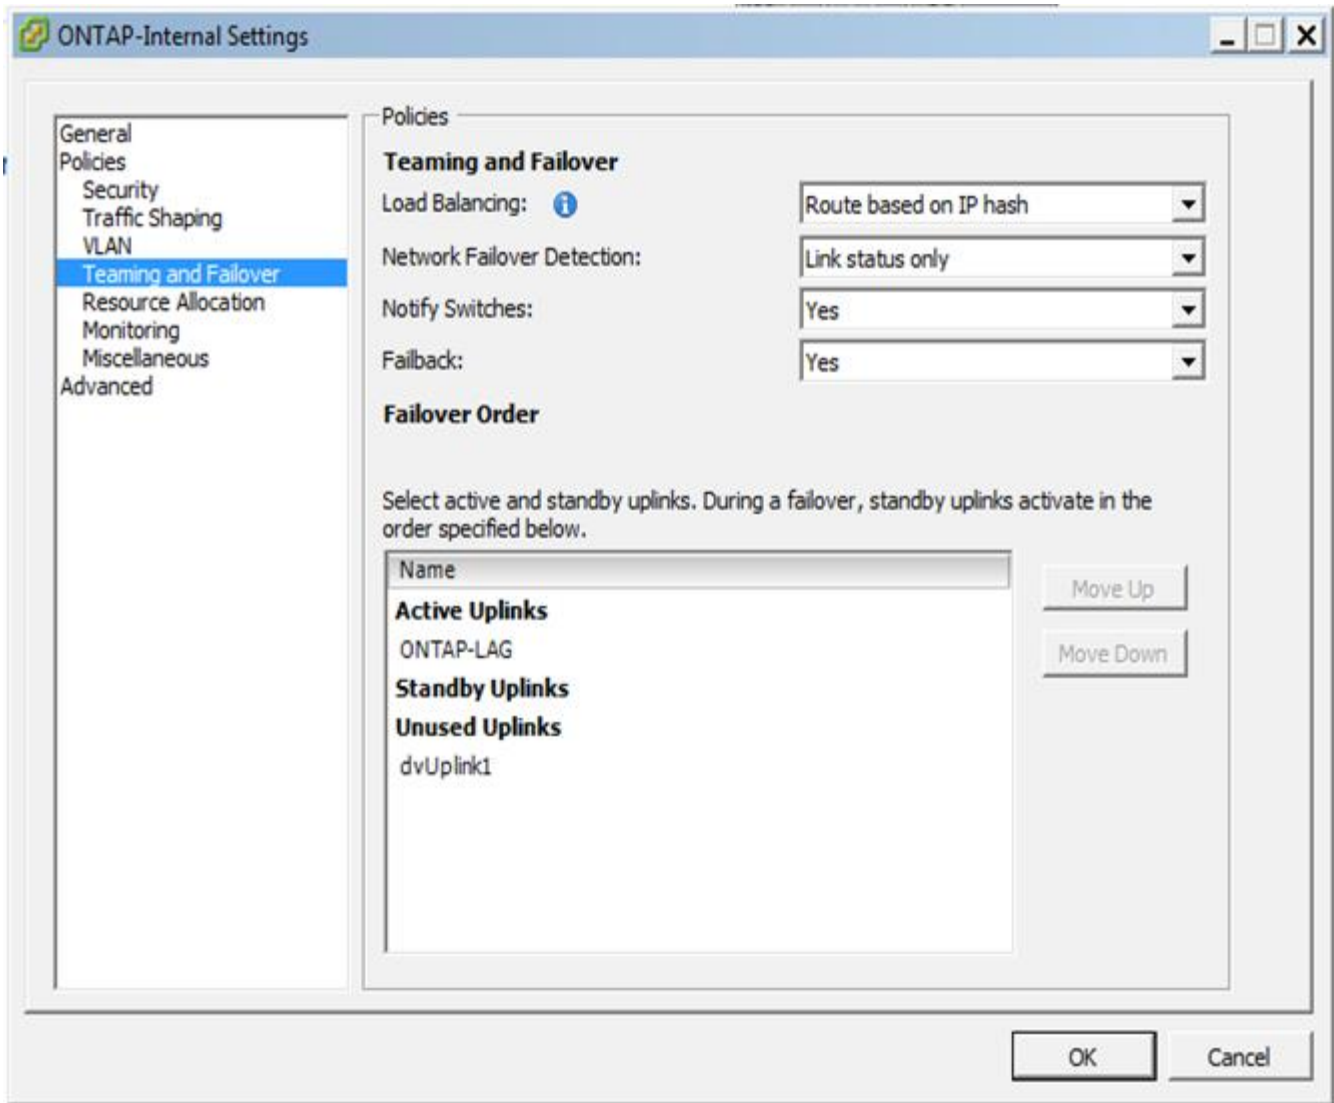 ONTAP-Internal Settings
General
Policies
Security
Traffic Shaping
VLAN
Teaming and Failover
Resource Allocation
Monitoring
Miscellaneous
Advanced
Policies
Teaming and Failover
Load Balancing:
Route based on IP hash
Network Failover Detection:
Link status only
Notify Switches:
Yes
Failback:
Yes
Failover Order
Select active and standby uplinks. During a failover, standby uplinks activate in the
order specified below.
Name
Active Uplinks
ONTAP-LAG
Standby Uplinks
Unused Uplinks
dvUplink1
Move Up
Move Down
OK
Cancel